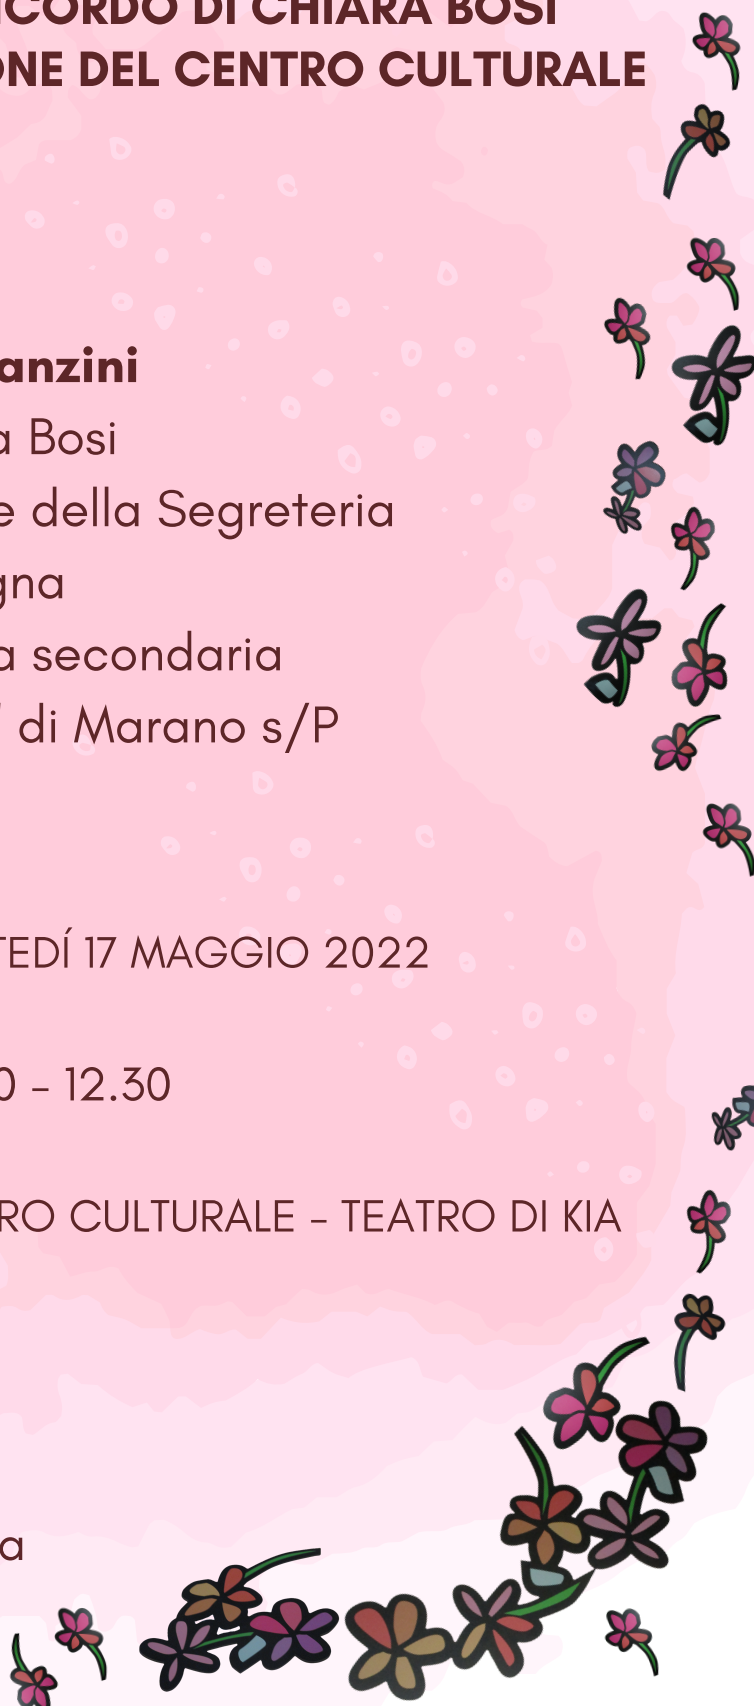 ICORDO DI CHIARA BOSI
ONE DEL CENTRO CULTURALE
anzini
a Bosi
e della Segreteria
gna
a secondaria
" di Marano s/P
TEDÍ 17 MAGGIO 2022
0 – 12.30
RO CULTURALE – TEATRO DI KIA
a